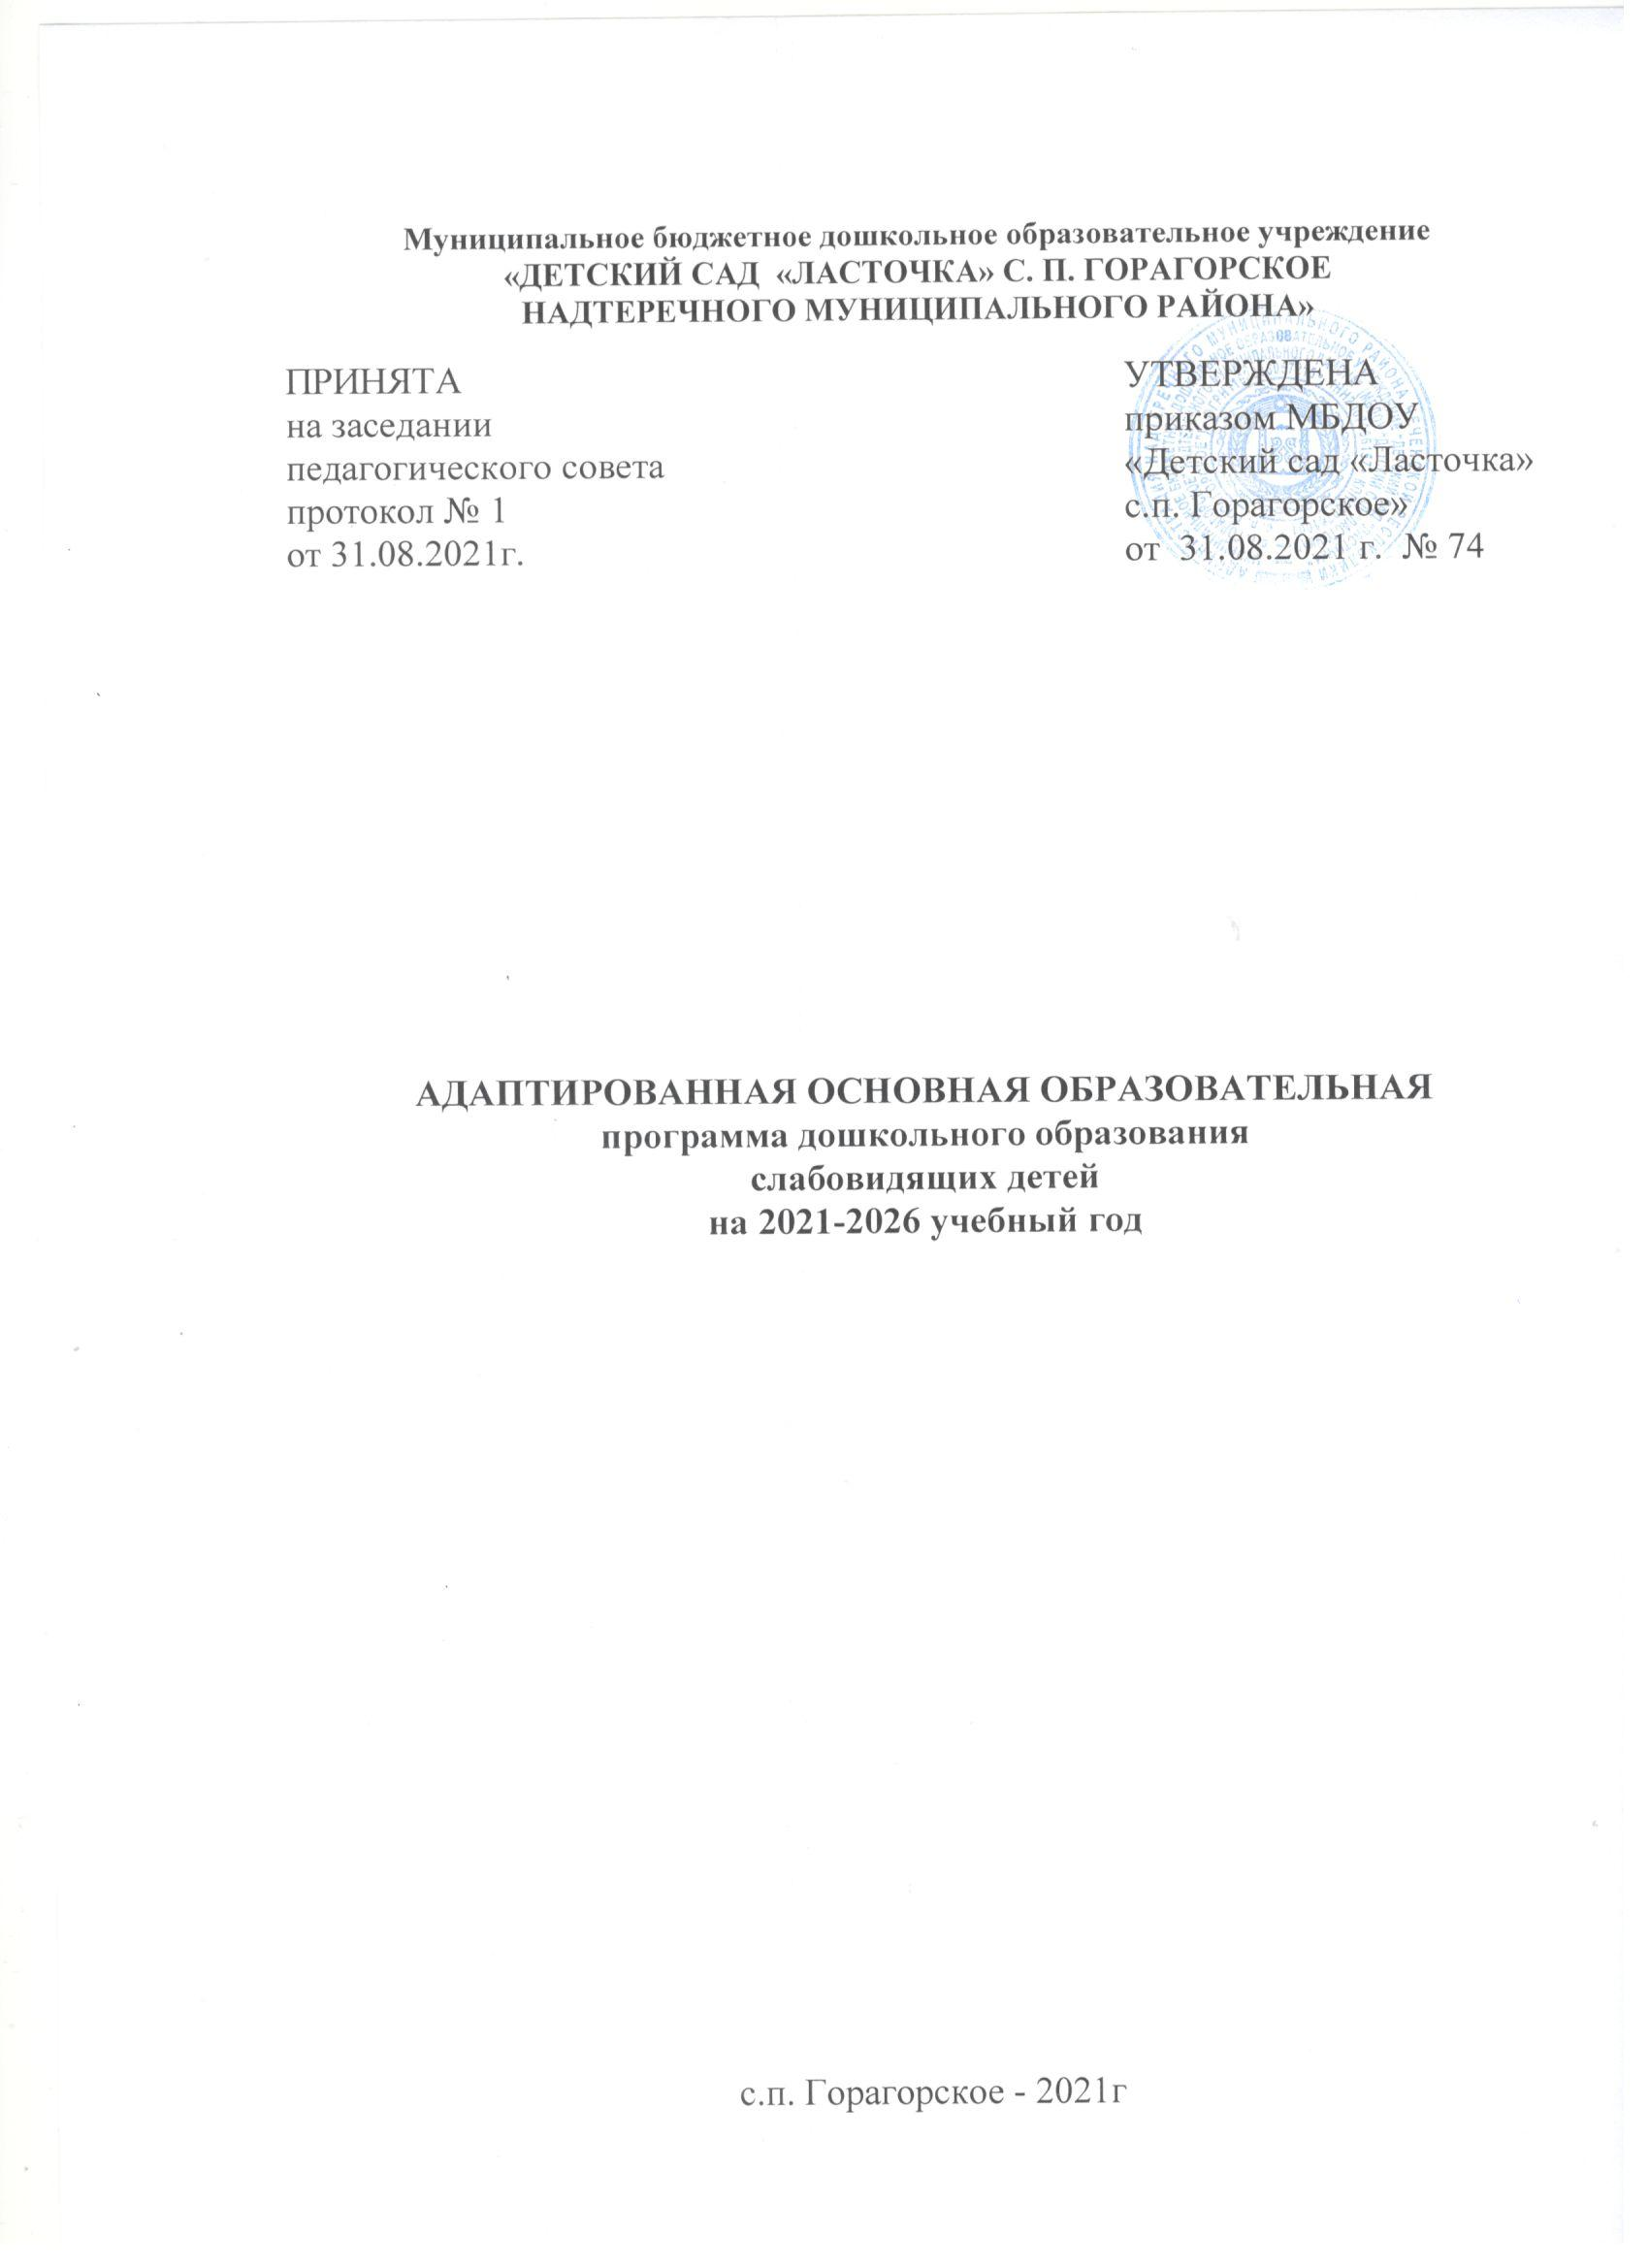 Муниципальное бюджетное дошкольное образовательное учреждение
«ДЕТСКИЙ САД «ЛАСТОЧКА» С. П. ГОРАГОРСКОЕ
НАДТЕРЕЧНОГО МУНИЦИПАЛЬНОГО РАЙОНА»
ПРИНЯТА
на заседании
педагогического совета
протокол № 1
от 31.08.2021г.
УТВЕРЖДЕНА
приказом МБДОУ
«Детский сад «Ласточка»
с.п. Горагорское»
от 31.08.2021 г. № 74
АДАПТИРОВАННАЯ ОСНОВНАЯ ОБРАЗОВАТЕЛЬНАЯ
программа дошкольного образования
слабовидящих детей
на 2021-2026 учебный год
с.п. Горагорское - 2021г